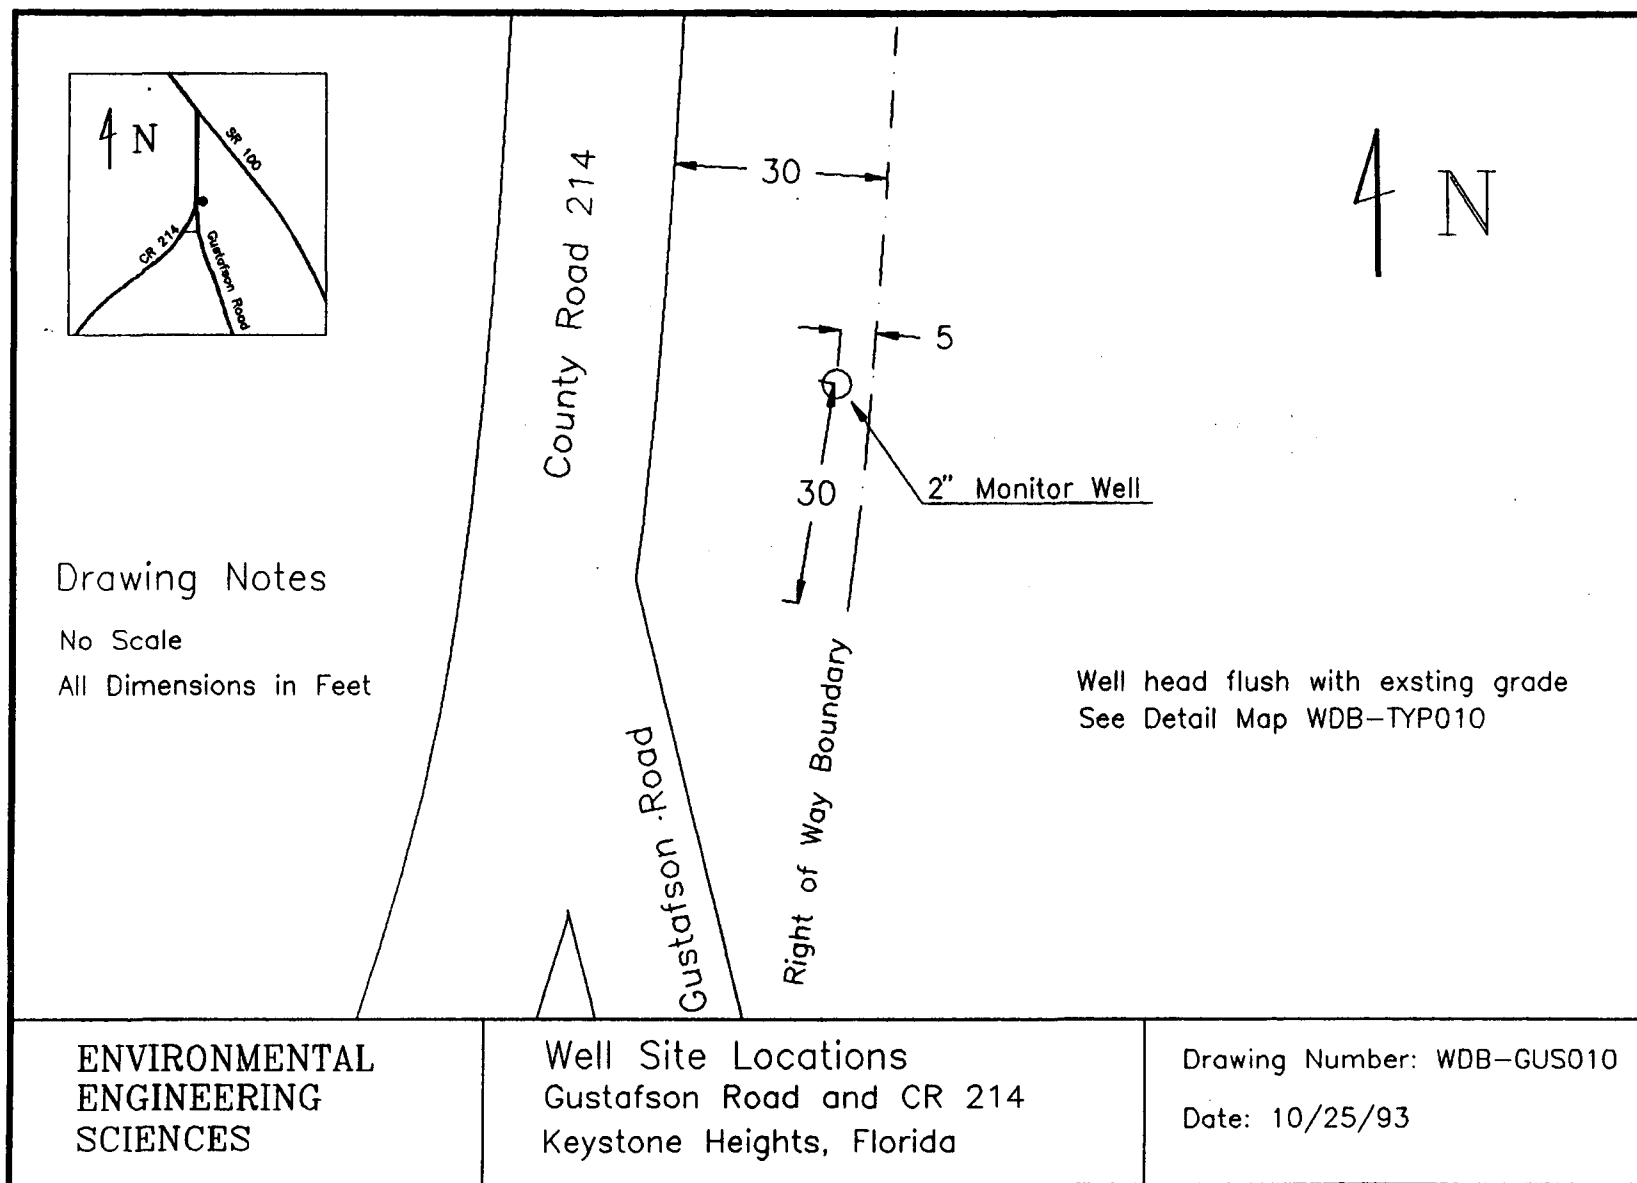 N
SR 100
CR 214
Gustafson Road
County Road 214
30
N
5
30
2" Monitor Well
Drawing Notes
No Scale
All Dimensions in Feet
Well head flush with exsting grade
See Detail Map WDB-TYP010
Gustafson Road
Right of Way Boundary
ENVIRONMENTAL
ENGINEERING
SCIENCES
Well Site Locations
Gustafson Road and CR 214
Keystone Heights, Florida
Drawing Number: WDB-GUS010
Date: 10/25/93